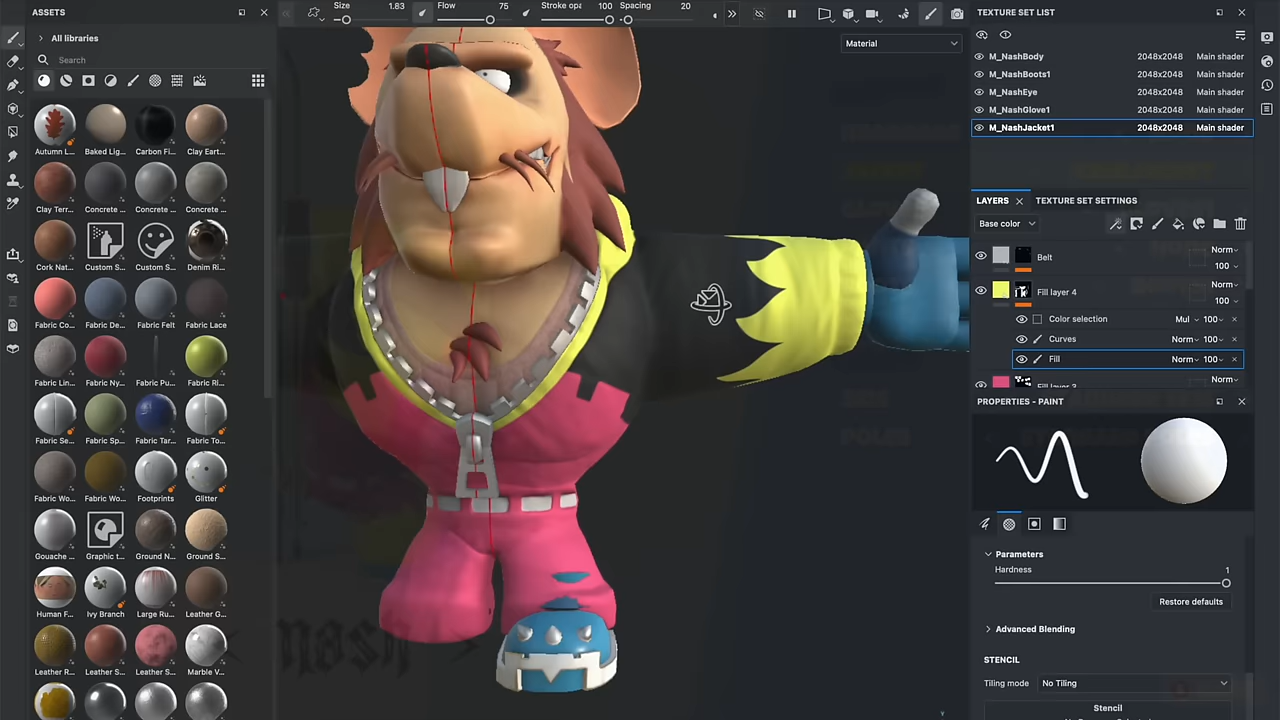 ASSETS
Size 1.83 Flow 75 Stroke opa 100 Spacing 20
All libraries
Search
Material
Autumn L... Baked Lig... Carbon Fi... Clay Eart...
Clay Terr... Concrete ... Concrete ... Concrete ...
Cork Nat... Custom S... Custom S... Denim Ri...
Fabric Co... Fabric De... Fabric Felt Fabric Lace
Fabric Lin... Fabric Ny... Fabric Pu... Fabric Ri...
Fabric Se... Fabric Sp... Fabric Tar... Fabric To...
Fabric Wo... Fabric Wo... Footprints Glitter
Gouache ... Graphic t... Ground N... Ground S...
Human F... Ivy Branch Large Ru... Leather G...
Leather R... Leather S... Leather S... Marble V...
nash
TEXTURE SET LIST
M_NashBody 2048x2048 Main shader
M_NashBoots1 2048x2048 Main shader
M_NashEye 2048x2048 Main shader
M_NashGlove1 2048x2048 Main shader
M_NashJacket1 2048x2048 Main shader
LAYERS TEXTURE SET SETTINGS
Base color
Belt Norm 100
Fill layer 4 Norm 100
Color selection Mul 100
Curves Norm 100
Fill Norm 100
Fill layer 3 Norm
PROPERTIES - PAINT
Parameters
Hardness 1
Restore defaults
Advanced Blending
STENCIL
Tiling mode No Tiling
Stencil